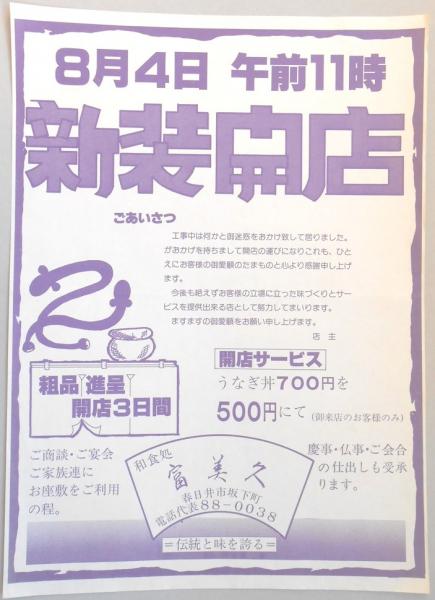 8月4日 午前11時
新装開店
ごあいさつ
工事中は何かと御迷惑をおかけ致して居りました。
がおかげを持ちまして開店の運びになりこれも、ひと
えにお客様の御愛顧のたまものと心より感謝申し上げ
ます。
今後も絶えずお客様の立場に立った味づくりとサー
ビスを提供出来る店として努力してまいります。
ますますの御愛顧をお願い申し上げます。
店 主
粗品 進呈
開店3日間
開店サービス
うなぎ丼700円を
500円にて (御来店のお客様のみ)
ご商談・ご宴会
ご家族連に
お座敷をご利用
の程。
和食処
富美久
春日井市坂下町
電話代表88-0038
慶事・仏事・ご会合
の仕出しも受承
ります。
＝伝統と味を誇る＝